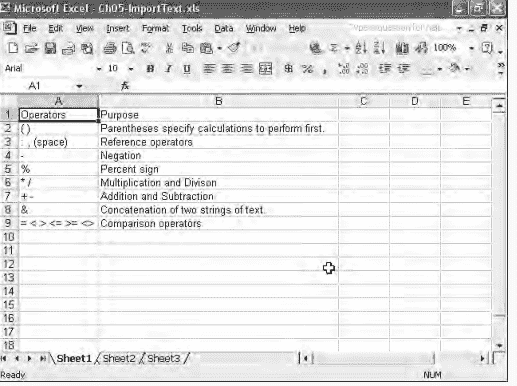 Microsoft Excel - Ch05-ImportText.xls
File Edit View Insert Format Tools Data Window Help
100%
Arial 10 B I U $ % ,
A1 fx
A B C D E
1 Operators Purpose
2 ( ) Parentheses specify calculations to perform first.
3 : , (space) Reference operators
4 - Negation
5 % Percent sign
6 * / Multiplication and Divison
7 + - Addition and Subtraction
8 & Concatenation of two strings of text.
9 = < > <= >= <> Comparison operators
10
11
12
13
14
15
16
17
18
Sheet1 Sheet2 Sheet3
Ready NUM